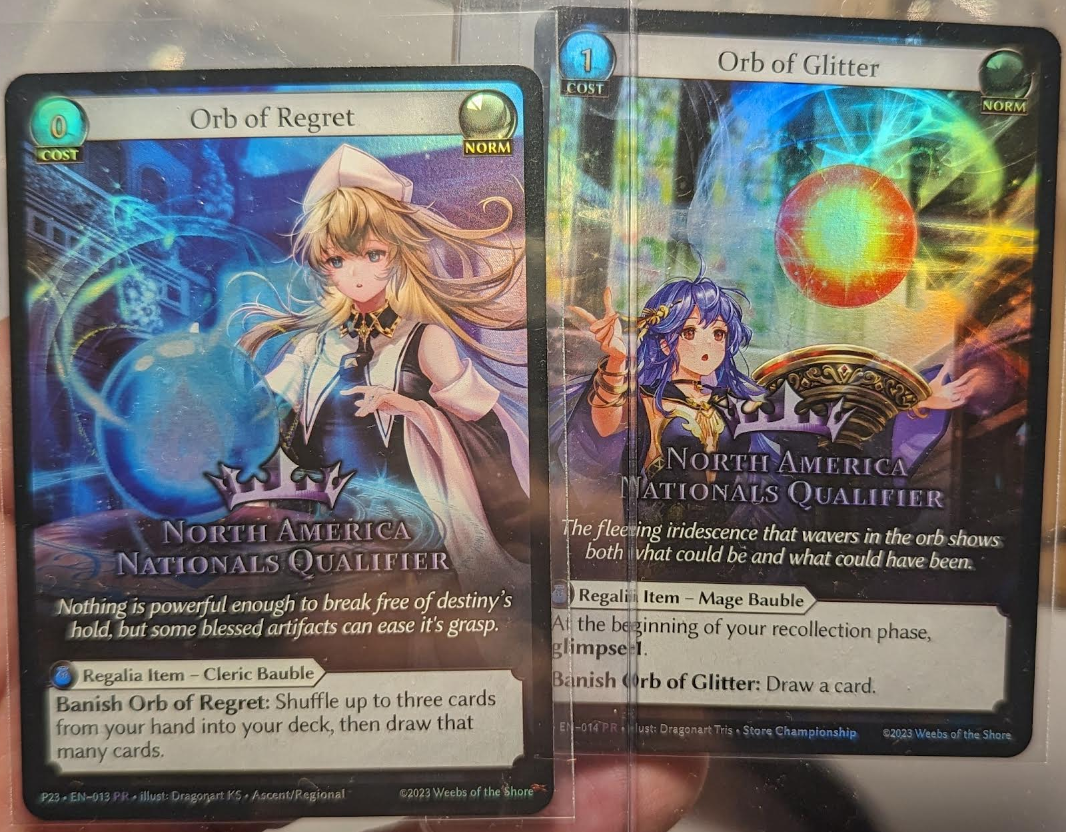 0
COST
Orb of Regret
NORM
North America
Nationals Qualifier
Nothing is powerful enough to break free of destiny's
hold, but some blessed artifacts can ease it's grasp.
Regalia Item – Cleric Bauble
Banish Orb of Regret: Shuffle up to three cards
from your hand into your deck, then draw that
many cards.
P23 • EN–013 PR • illust: Dragonart KS • Ascent/Regional
©2023 Weebs of the Shore
1
COST
Orb of Glitter
NORM
North America
Nationals Qualifier
The fleeting iridescence that wavers in the orb shows
both what could be and what could have been.
Regalia Item – Mage Bauble
At the beginning of your recollection phase,
glimpse 1.
Banish Orb of Glitter: Draw a card.
EN–014 PR • illust: Dragonart Tris • Store Championship
©2023 Weebs of the Shore